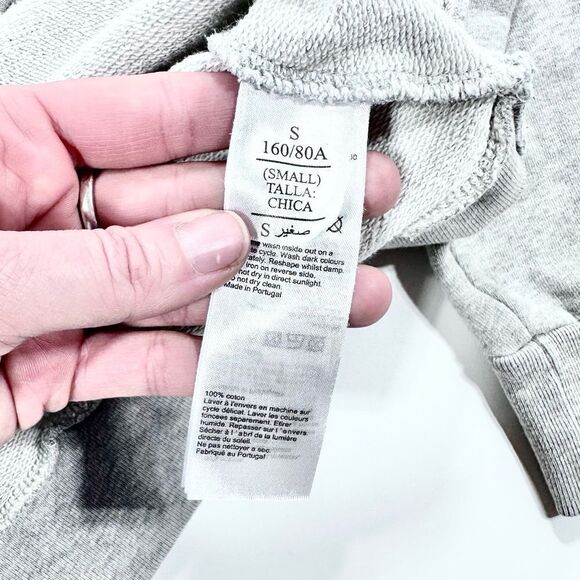 S
160/80A
(SMALL)
TALLA:
CHICA
S صغير
wash inside out on a
cycle. Wash dark colours
Reshape whilst damp.
iron on reverse side.
not dry in direct sunlight.
not dry clean.
Made in Portugal
100% coton
Laver à l'envers en machine sur
cycle délicat. Laver les couleurs
foncées separement. Etirer
humide. Repasser sur l'envers.
Sécher à l'abri de la lumière
directe du soleil.
Ne pas nettoyer a sec.
Fabrique au Portugal